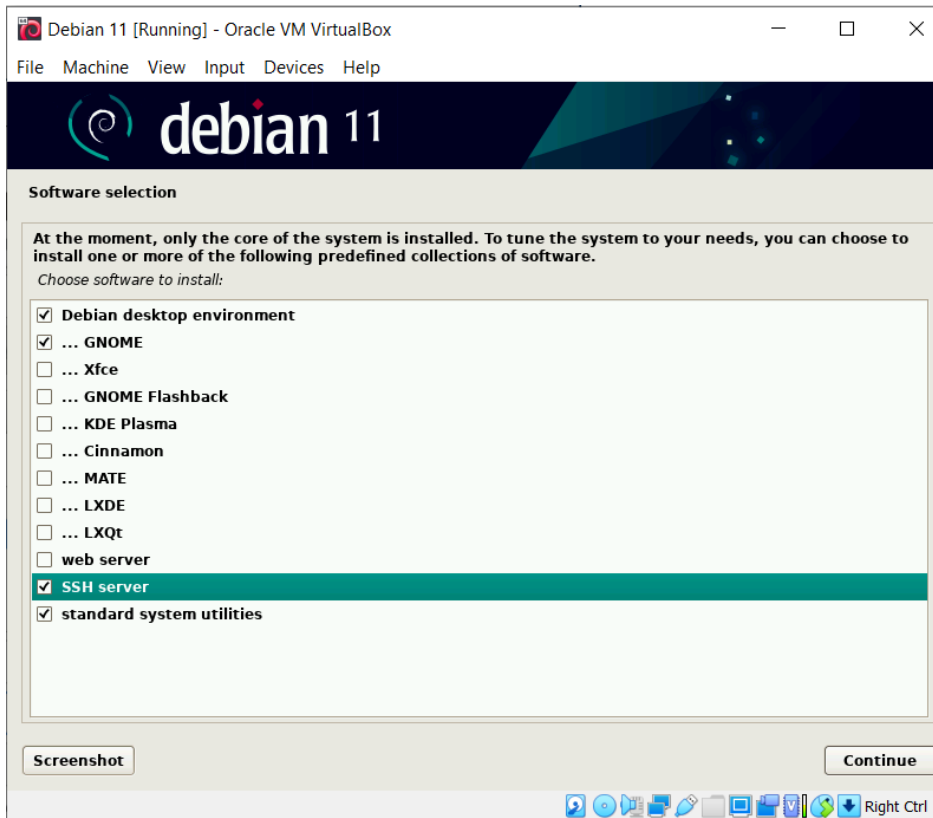 Debian 11 [Running] - Oracle VM VirtualBox
File Machine View Input Devices Help
debian 11
Software selection
At the moment, only the core of the system is installed. To tune the system to your needs, you can choose to
install one or more of the following predefined collections of software.
Choose software to install:
Debian desktop environment
... GNOME
... Xfce
... GNOME Flashback
... KDE Plasma
... Cinnamon
... MATE
... LXDE
... LXQt
web server
SSH server
standard system utilities
Screenshot
Continue
Right Ctrl